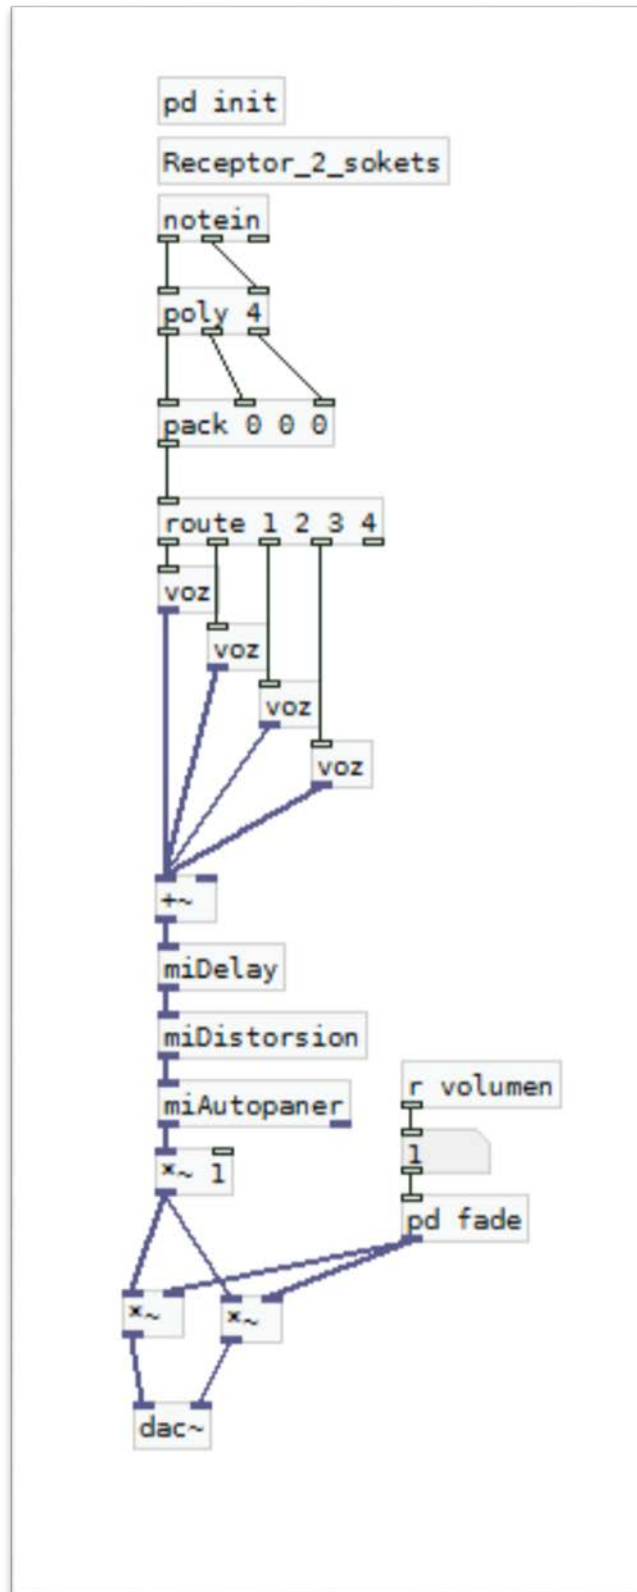 pd init
Receptor_2_sokets
notein
poly 4
pack 0 0 0
route 1 2 3 4
voz
voz
voz
voz
+~
miDelay
miDistorsion
miAutopaner
r volumen
*~ 1
1
pd fade
*~
*~
dac~